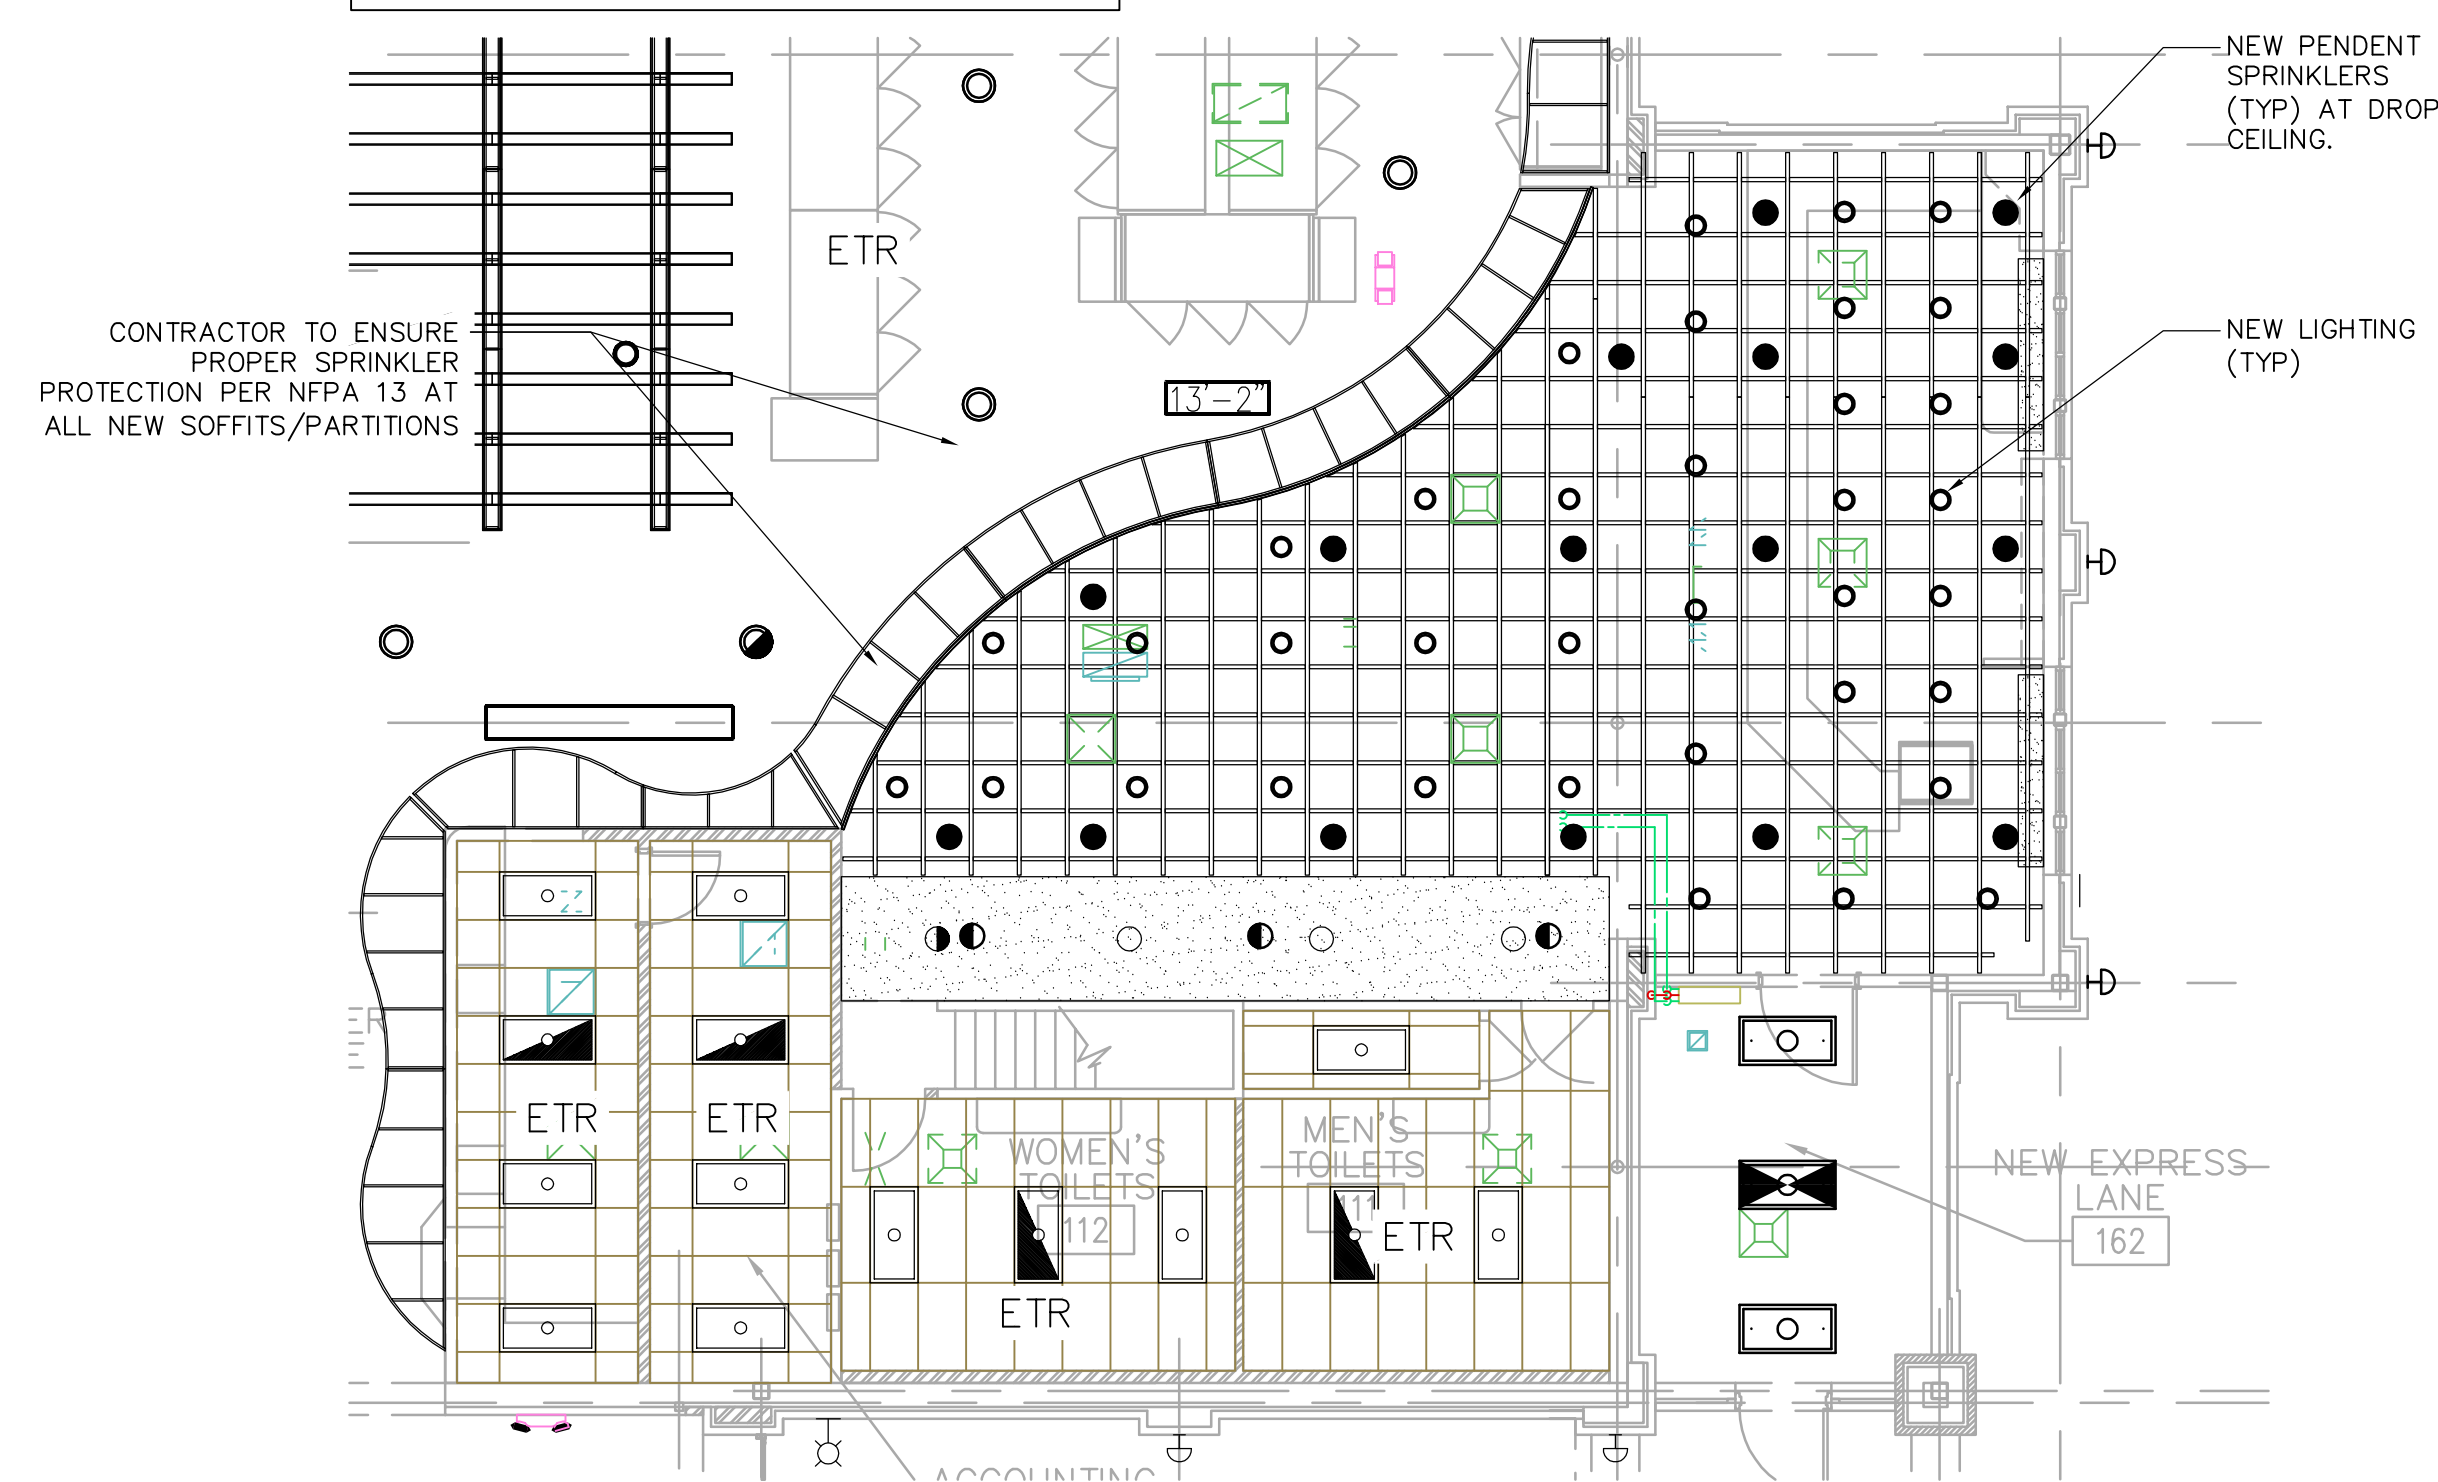 NEW PENDENT
SPRINKLERS
(TYP) AT DROP
CEILING.
ETR
CONTRACTOR TO ENSURE
PROPER SPRINKLER
PROTECTION PER NFPA 13 AT
ALL NEW SOFFITS/PARTITIONS
NEW LIGHTING
(TYP)
13'-2"
ETR
ETR
WOMEN'S
TOILETS
112
MEN'S
TOILETS
111
ETR
ETR
NEW EXPRESS
LANE
162
ACCOUNTING